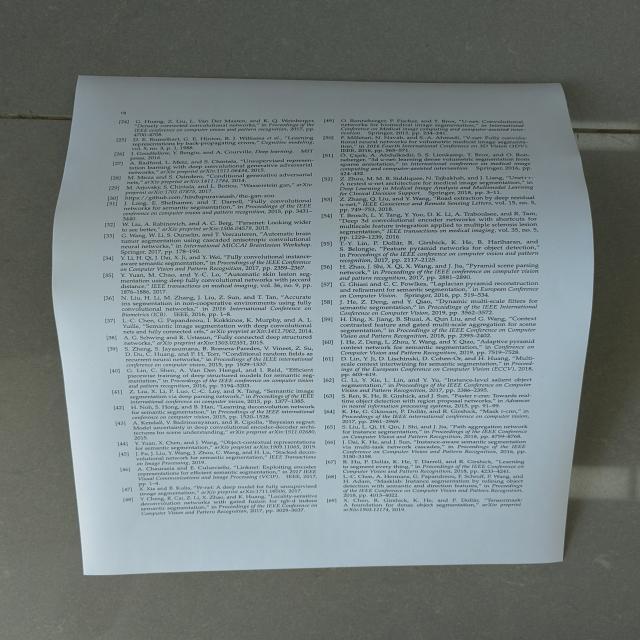 18
[24] G. Huang, Z. Liu, L. Van Der Maaten, and K. Q. Weinberger,
"Densely connected convolutional networks," in Proceedings of the
IEEE conference on computer vision and pattern recognition, 2017, pp.
4700–4708.
[25] D. E. Rumelhart, G. E. Hinton, R. J. Williams et al., "Learning
representations by back-propagating errors," Cognitive modeling,
vol. 5, no. 3, p. 1, 1988.
[26] I. Goodfellow, Y. Bengio, and A. Courville, Deep learning. MIT
press, 2016.
[27] A. Radford, L. Metz, and S. Chintala, "Unsupervised represen-
tation learning with deep convolutional generative adversarial
networks," arXiv preprint arXiv:1511.06434, 2015.
[28] M. Mirza and S. Osindero, "Conditional generative adversarial
nets," arXiv preprint arXiv:1411.1784, 2014.
[29] M. Arjovsky, S. Chintala, and L. Bottou, "Wasserstein gan," arXiv
preprint arXiv:1701.07875, 2017.
[30] https://github.com/hindupuravinash/the-gan-zoo
[31] J. Long, E. Shelhamer, and T. Darrell, "Fully convolutional
networks for semantic segmentation," in Proceedings of the IEEE
conference on computer vision and pattern recognition, 2015, pp. 3431–
3440.
[32] W. Liu, A. Rabinovich, and A. C. Berg, "Parsenet: Looking wider
to see better," arXiv preprint arXiv:1506.04579, 2015.
[33] G. Wang, W. Li, S. Ourselin, and T. Vercauteren, "Automatic brain
tumor segmentation using cascaded anisotropic convolutional
neural networks," in International MICCAI Brainlesion Workshop.
Springer, 2017, pp. 178–190.
[34] Y. Li, H. Qi, J. Dai, X. Ji, and Y. Wei, "Fully convolutional instance-
aware semantic segmentation," in Proceedings of the IEEE Conference
on Computer Vision and Pattern Recognition, 2017, pp. 2359–2367.
[35] Y. Yuan, M. Chao, and Y.-C. Lo, "Automatic skin lesion seg-
mentation using deep fully convolutional networks with jaccard
distance," IEEE transactions on medical imaging, vol. 36, no. 9, pp.
1876–1886, 2017.
[36] N. Liu, H. Li, M. Zhang, J. Liu, Z. Sun, and T. Tan, "Accurate
iris segmentation in non-cooperative environments using fully
convolutional networks," in 2016 International Conference on
Biometrics (ICB). IEEE, 2016, pp. 1–8.
[37] L.-C. Chen, G. Papandreou, I. Kokkinos, K. Murphy, and A. L.
Yuille, "Semantic image segmentation with deep convolutional
nets and fully connected crfs," arXiv preprint arXiv:1412.7062, 2014.
[38] A. G. Schwing and R. Urtasun, "Fully connected deep structured
networks," arXiv preprint arXiv:1503.02351, 2015.
[39] S. Zheng, S. Jayasumana, B. Romera-Paredes, V. Vineet, Z. Su,
D. Du, C. Huang, and P. H. Torr, "Conditional random fields as
recurrent neural networks," in Proceedings of the IEEE international
conference on computer vision, 2015, pp. 1529–1537.
[40] G. Lin, C. Shen, A. Van Den Hengel, and I. Reid, "Efficient
piecewise training of deep structured models for semantic seg-
mentation," in Proceedings of the IEEE conference on computer vision
and pattern recognition, 2016, pp. 3194–3203.
[41] Z. Liu, X. Li, P. Luo, C.-C. Loy, and X. Tang, "Semantic image
segmentation via deep parsing network," in Proceedings of the IEEE
international conference on computer vision, 2015, pp. 1377–1385.
[42] H. Noh, S. Hong, and B. Han, "Learning deconvolution network
for semantic segmentation," in Proceedings of the IEEE international
conference on computer vision, 2015, pp. 1520–1528.
[43] A. Kendall, V. Badrinarayanan, and R. Cipolla, "Bayesian segnet:
Model uncertainty in deep convolutional encoder-decoder archi-
tectures for scene understanding," arXiv preprint arXiv:1511.02680,
2015.
[44] Y. Yuan, X. Chen, and J. Wang, "Object-contextual representations
for semantic segmentation," arXiv preprint arXiv:1909.11065, 2019.
[45] J. Fu, J. Liu, Y. Wang, J. Zhou, C. Wang, and H. Lu, "Stacked decon-
volutional network for semantic segmentation," IEEE Transactions
on Image Processing, 2019.
[46] A. Chaurasia and E. Culurciello, "Linknet: Exploiting encoder
representations for efficient semantic segmentation," in 2017 IEEE
Visual Communications and Image Processing (VCIP). IEEE, 2017,
pp. 1–4.
[47] X. Xia and B. Kulis, "W-net: A deep model for fully unsupervised
image segmentation," arXiv preprint arXiv:1711.08506, 2017.
[48] Y. Cheng, R. Cai, Z. Li, X. Zhao, and K. Huang, "Locality-sensitive
deconvolution networks with gated fusion for rgb-d indoor
semantic segmentation," in Proceedings of the IEEE Conference on
Computer Vision and Pattern Recognition, 2017, pp. 3029–3037.
[49] O. Ronneberger, P. Fischer, and T. Brox, "U-net: Convolutional
networks for biomedical image segmentation," in International
Conference on Medical image computing and computer-assisted inter-
vention. Springer, 2015, pp. 234–241.
[50] F. Milletari, N. Navab, and S.-A. Ahmadi, "V-net: Fully convolu-
tional neural networks for volumetric medical image segmenta-
tion," in 2016 Fourth International Conference on 3D Vision (3DV).
IEEE, 2016, pp. 565–571.
[51] Ö. Çiçek, A. Abdulkadir, S. S. Lienkamp, T. Brox, and O. Ronneb-
erger, "3d u-net: learning dense volumetric segmentation from
sparse annotation," in International conference on medical image
computing and computer-assisted intervention. Springer, 2016, pp.
424–432.
[52] Z. Zhou, M. M. R. Siddiquee, N. Tajbakhsh, and J. Liang, "Unet++:
A nested u-net architecture for medical image segmentation," in
Deep Learning in Medical Image Analysis and Multimodal Learning
for Clinical Decision Support. Springer, 2018, pp. 3–11.
[53] Z. Zhang, Q. Liu, and Y. Wang, "Road extraction by deep residual
u-net," IEEE Geoscience and Remote Sensing Letters, vol. 15, no. 5,
pp. 749–753, 2018.
[54] T. Brosch, L. Y. Tang, Y. Yoo, D. K. Li, A. Traboulsee, and R. Tam,
"Deep 3d convolutional encoder networks with shortcuts for
multiscale feature integration applied to multiple sclerosis lesion
segmentation," IEEE transactions on medical imaging, vol. 35, no. 5,
pp. 1229–1239, 2016.
[55] T.-Y. Lin, P. Dollár, R. Girshick, K. He, B. Hariharan, and
S. Belongie, "Feature pyramid networks for object detection,"
in Proceedings of the IEEE conference on computer vision and pattern
recognition, 2017, pp. 2117–2125.
[56] H. Zhao, J. Shi, X. Qi, X. Wang, and J. Jia, "Pyramid scene parsing
network," in Proceedings of the IEEE conference on computer vision
and pattern recognition, 2017, pp. 2881–2890.
[57] G. Ghiasi and C. C. Fowlkes, "Laplacian pyramid reconstruction
and refinement for semantic segmentation," in European Conference
on Computer Vision. Springer, 2016, pp. 519–534.
[58] J. He, Z. Deng, and Y. Qiao, "Dynamic multi-scale filters for
semantic segmentation," in Proceedings of the IEEE International
Conference on Computer Vision, 2019, pp. 3562–3572.
[59] H. Ding, X. Jiang, B. Shuai, A. Qun Liu, and G. Wang, "Context
contrasted feature and gated multi-scale aggregation for scene
segmentation," in Proceedings of the IEEE Conference on Computer
Vision and Pattern Recognition, 2018, pp. 2393–2402.
[60] J. He, Z. Deng, L. Zhou, Y. Wang, and Y. Qiao, "Adaptive pyramid
context network for semantic segmentation," in Conference on
Computer Vision and Pattern Recognition, 2019, pp. 7519–7528.
[61] D. Lin, Y. Ji, D. Lischinski, D. Cohen-Or, and H. Huang, "Multi-
scale context intertwining for semantic segmentation," in Proceed-
ings of the European Conference on Computer Vision (ECCV), 2018,
pp. 603–619.
[62] G. Li, Y. Xie, L. Lin, and Y. Yu, "Instance-level salient object
segmentation," in Proceedings of the IEEE Conference on Computer
Vision and Pattern Recognition, 2017, pp. 2386–2395.
[63] S. Ren, K. He, R. Girshick, and J. Sun, "Faster r-cnn: Towards real-
time object detection with region proposal networks," in Advances
in neural information processing systems, 2015, pp. 91–99.
[64] K. He, G. Gkioxari, P. Dollár, and R. Girshick, "Mask r-cnn," in
Proceedings of the IEEE international conference on computer vision,
2017, pp. 2961–2969.
[65] S. Liu, L. Qi, H. Qin, J. Shi, and J. Jia, "Path aggregation network
for instance segmentation," in Proceedings of the IEEE Conference on
Computer Vision and Pattern Recognition, 2018, pp. 8759–8768.
[66] J. Dai, K. He, and J. Sun, "Instance-aware semantic segmentation
via multi-task network cascades," in Proceedings of the IEEE
Conference on Computer Vision and Pattern Recognition, 2016, pp.
3150–3158.
[67] R. Hu, P. Dollár, K. He, T. Darrell, and R. Girshick, "Learning
to segment every thing," in Proceedings of the IEEE Conference on
Computer Vision and Pattern Recognition, 2018, pp. 4233–4241.
[68] L.-C. Chen, A. Hermans, G. Papandreou, F. Schroff, P. Wang, and
H. Adam, "Masklab: Instance segmentation by refining object
detection with semantic and direction features," in Proceedings
of the IEEE Conference on Computer Vision and Pattern Recognition,
2018, pp. 4013–4022.
[69] X. Chen, R. Girshick, K. He, and P. Dollár, "Tensormask:
A foundation for dense object segmentation," arXiv preprint
arXiv:1903.12174, 2019.